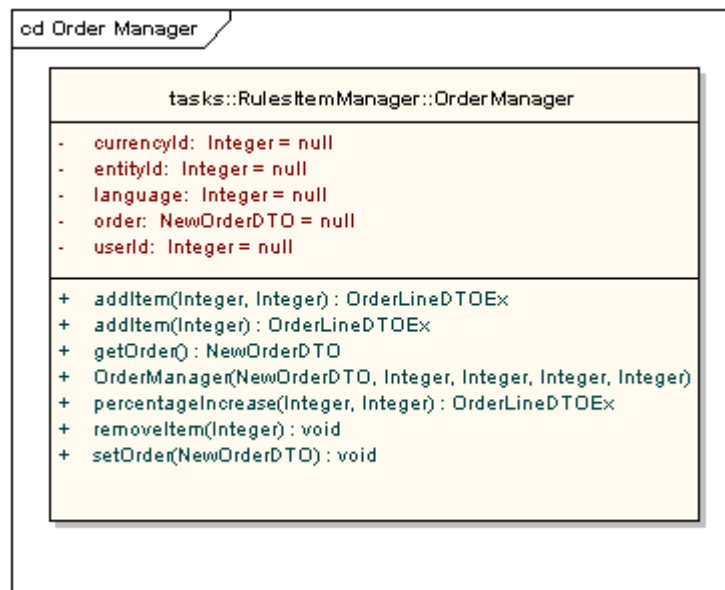 cd Order Manager
tasks::RulesItemManager::OrderManager
- currencyId: Integer = null
- entityId: Integer = null
- language: Integer = null
- order: NewOrderDTO = null
- userId: Integer = null
+ addItem(Integer, Integer) : OrderLineDTOEx
+ addItem(Integer) : OrderLineDTOEx
+ getOrder() : NewOrderDTO
+ OrderManager(NewOrderDTO, Integer, Integer, Integer, Integer)
+ percentageIncrease(Integer, Integer) : OrderLineDTOEx
+ removeItem(Integer) : void
+ setOrder(NewOrderDTO) : void